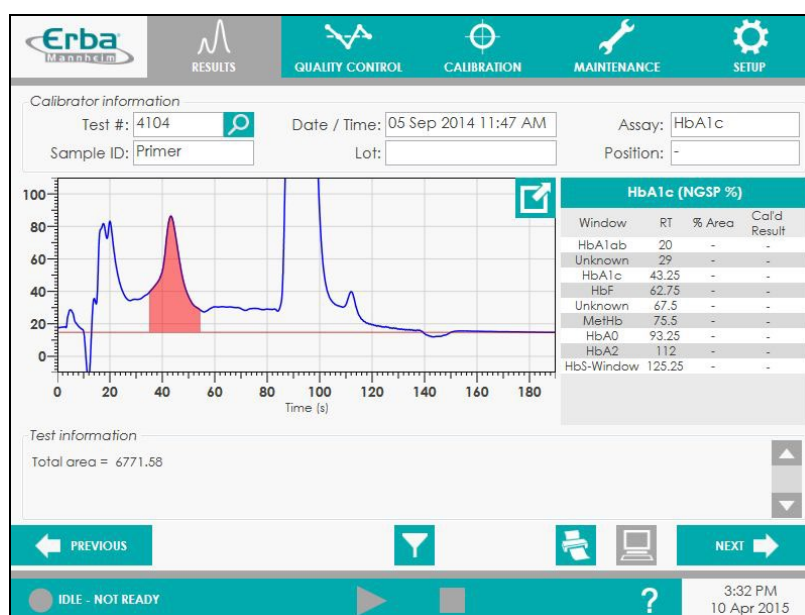 Erba
Mannheim
RESULTS
QUALITY CONTROL
CALIBRATION
MAINTENANCE
SETUP
Calibrator information
Test #: 4104
Date / Time: 05 Sep 2014 11:47 AM
Assay: HbA1c
Sample ID: Primer
Lot:
Position: -
100
80
60
40
20
0
0 20 40 60 80 100 120 140 160 180
Time (s)
HbA1c (NGSP %)
Window RT % Area Cal'd Result
HbA1ab 20 - -
Unknown 29 - -
HbA1c 43.25 - -
HbF 62.75 - -
Unknown 67.5 - -
MetHb 75.5 - -
HbA0 93.25 - -
HbA2 112 - -
HbS-Window 125.25 - -
Test information
Total area = 6771.58
PREVIOUS
NEXT
IDLE - NOT READY
?
3:32 PM
10 Apr 2015